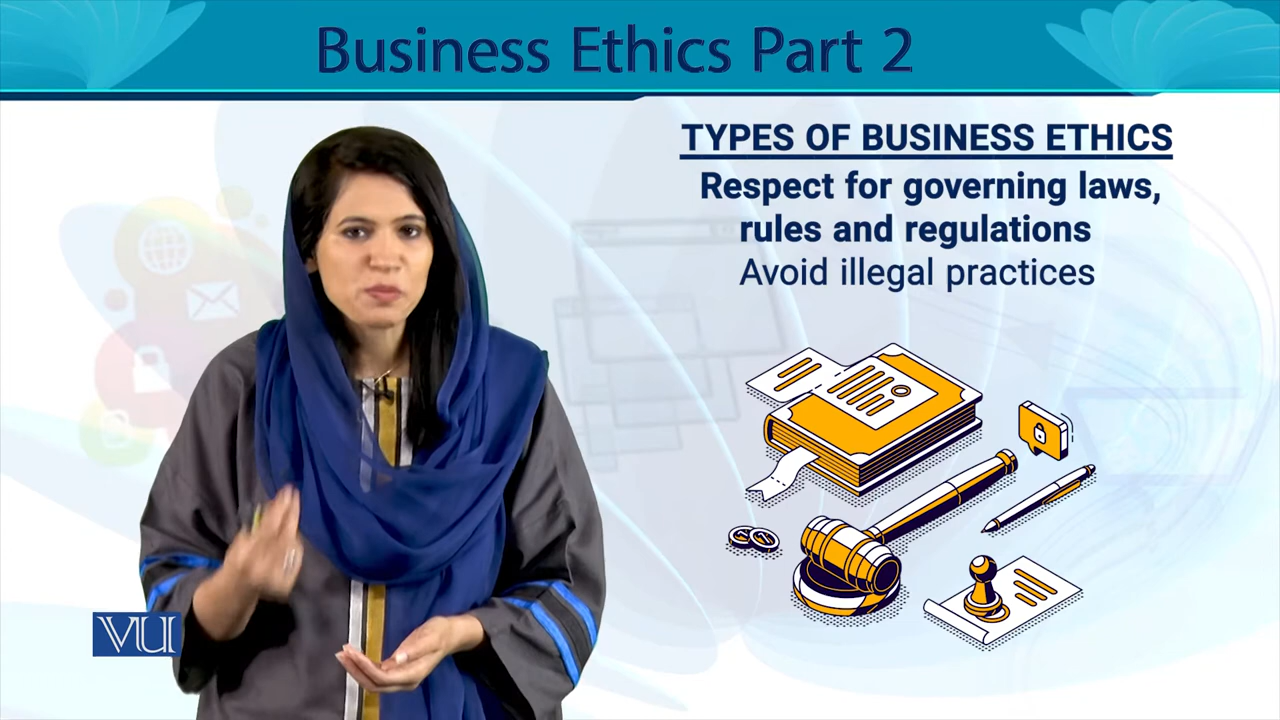 Business Ethics Part 2
TYPES OF BUSINESS ETHICS
Respect for governing laws,
rules and regulations
Avoid illegal practices
VU